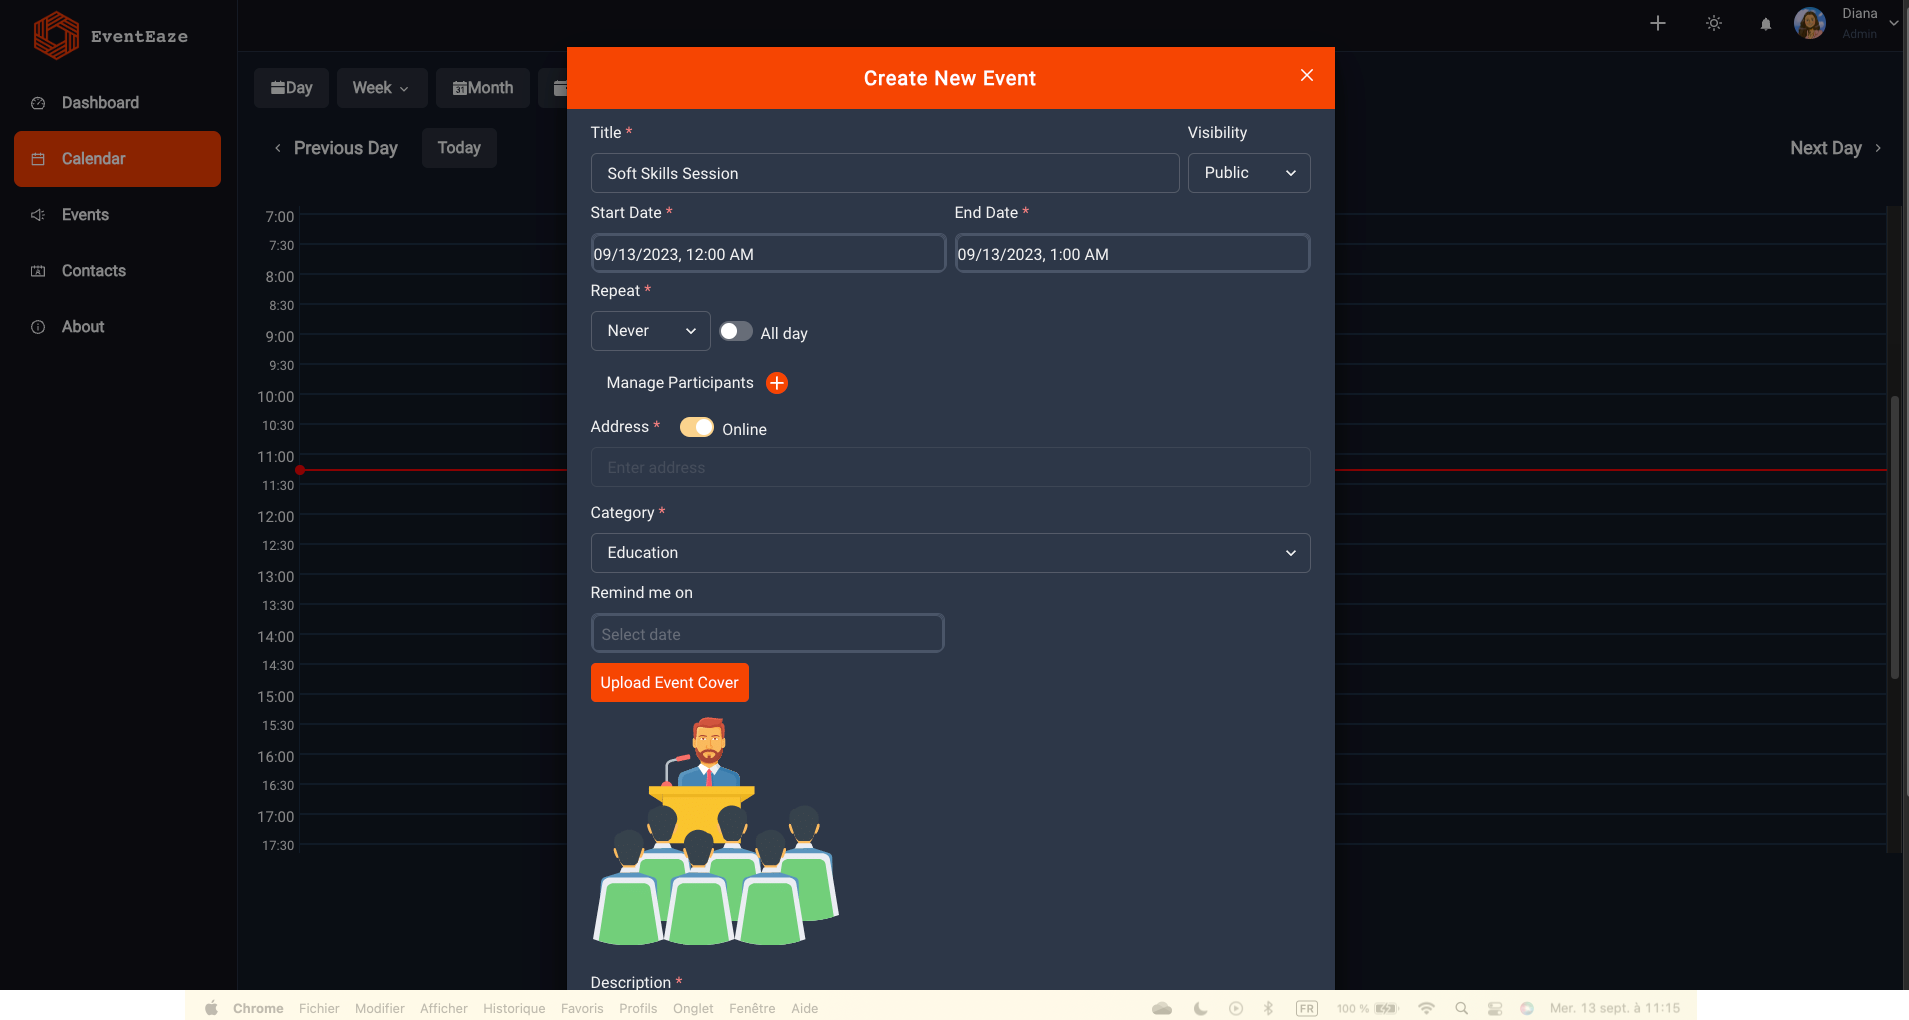 EventEaze
Diana
Admin
Dashboard
Calendar
Events
Contacts
About
Day
Week
31 Month
Previous Day
Today
Next Day
7:00
7:30
8:00
8:30
9:00
9:30
10:00
10:30
11:00
11:30
12:00
12:30
13:00
13:30
14:00
14:30
15:00
15:30
16:00
16:30
17:00
17:30
Create New Event
Title *
Visibility
Soft Skills Session
Public
Start Date *
End Date *
09/13/2023, 12:00 AM
09/13/2023, 1:00 AM
Repeat *
Never
All day
Manage Participants
Address *
Online
Enter address
Category *
Education
Remind me on
Select date
Upload Event Cover
Description *
Chrome Fichier Modifier Afficher Historique Favoris Profils Onglet Fenêtre Aide
FR 100 % Mer. 13 sept. à 11:15